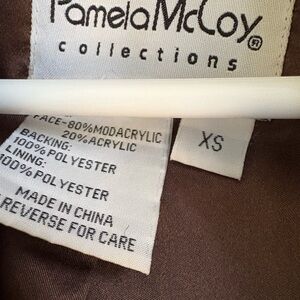 PamelaMcCoy®
collections
FACE-80%MODACRYLIC
20%ACRYLIC
BACKING:
100%POLYESTER
LINING:
100%POLYESTER
MADE IN CHINA
REVERSE FOR CARE
XS